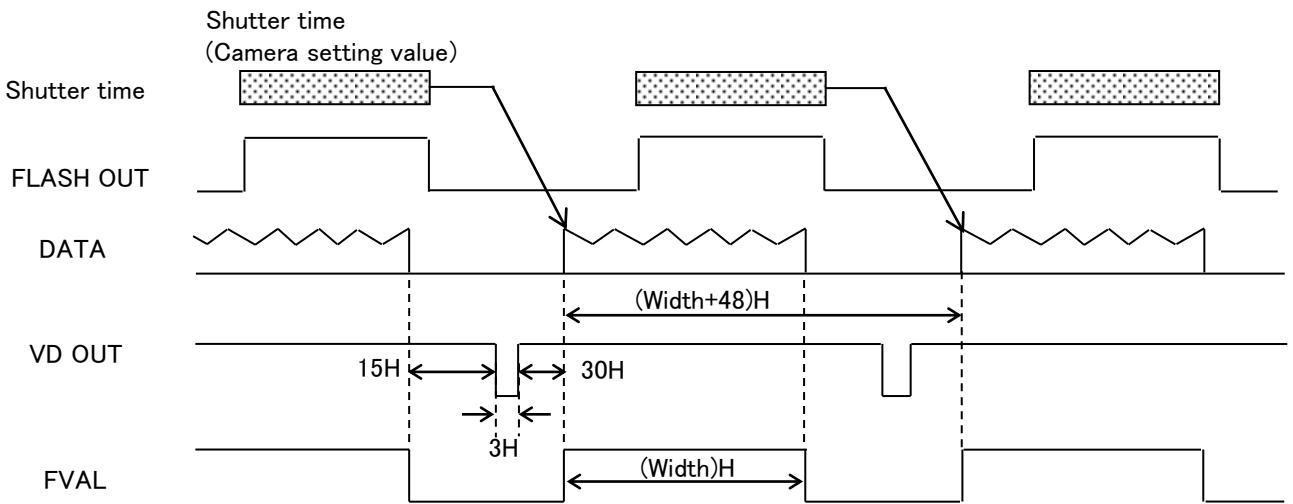 Shutter time
(Camera setting value)
Shutter time
FLASH OUT
DATA
(Width+48)H
VD OUT
15H
30H
3H
(Width)H
FVAL